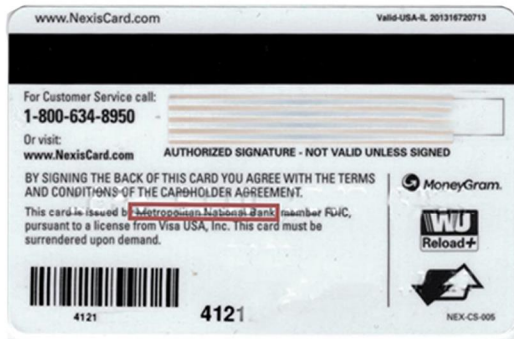 www.NexisCard.com
Valid-USA-IL 201316720713
For Customer Service call:
1-800-634-8950
Or visit:
www.NexisCard.com
AUTHORIZED SIGNATURE - NOT VALID UNLESS SIGNED
BY SIGNING THE BACK OF THIS CARD YOU AGREE WITH THE TERMS
AND CONDITIONS OF THE CARDHOLDER AGREEMENT.
This card is issued by Metropolitan National Bank, member FDIC,
pursuant to a license from Visa USA, Inc. This card must be
surrendered upon demand.
MoneyGram.
WU
Reload+
4121
4121
NEX-CS-005